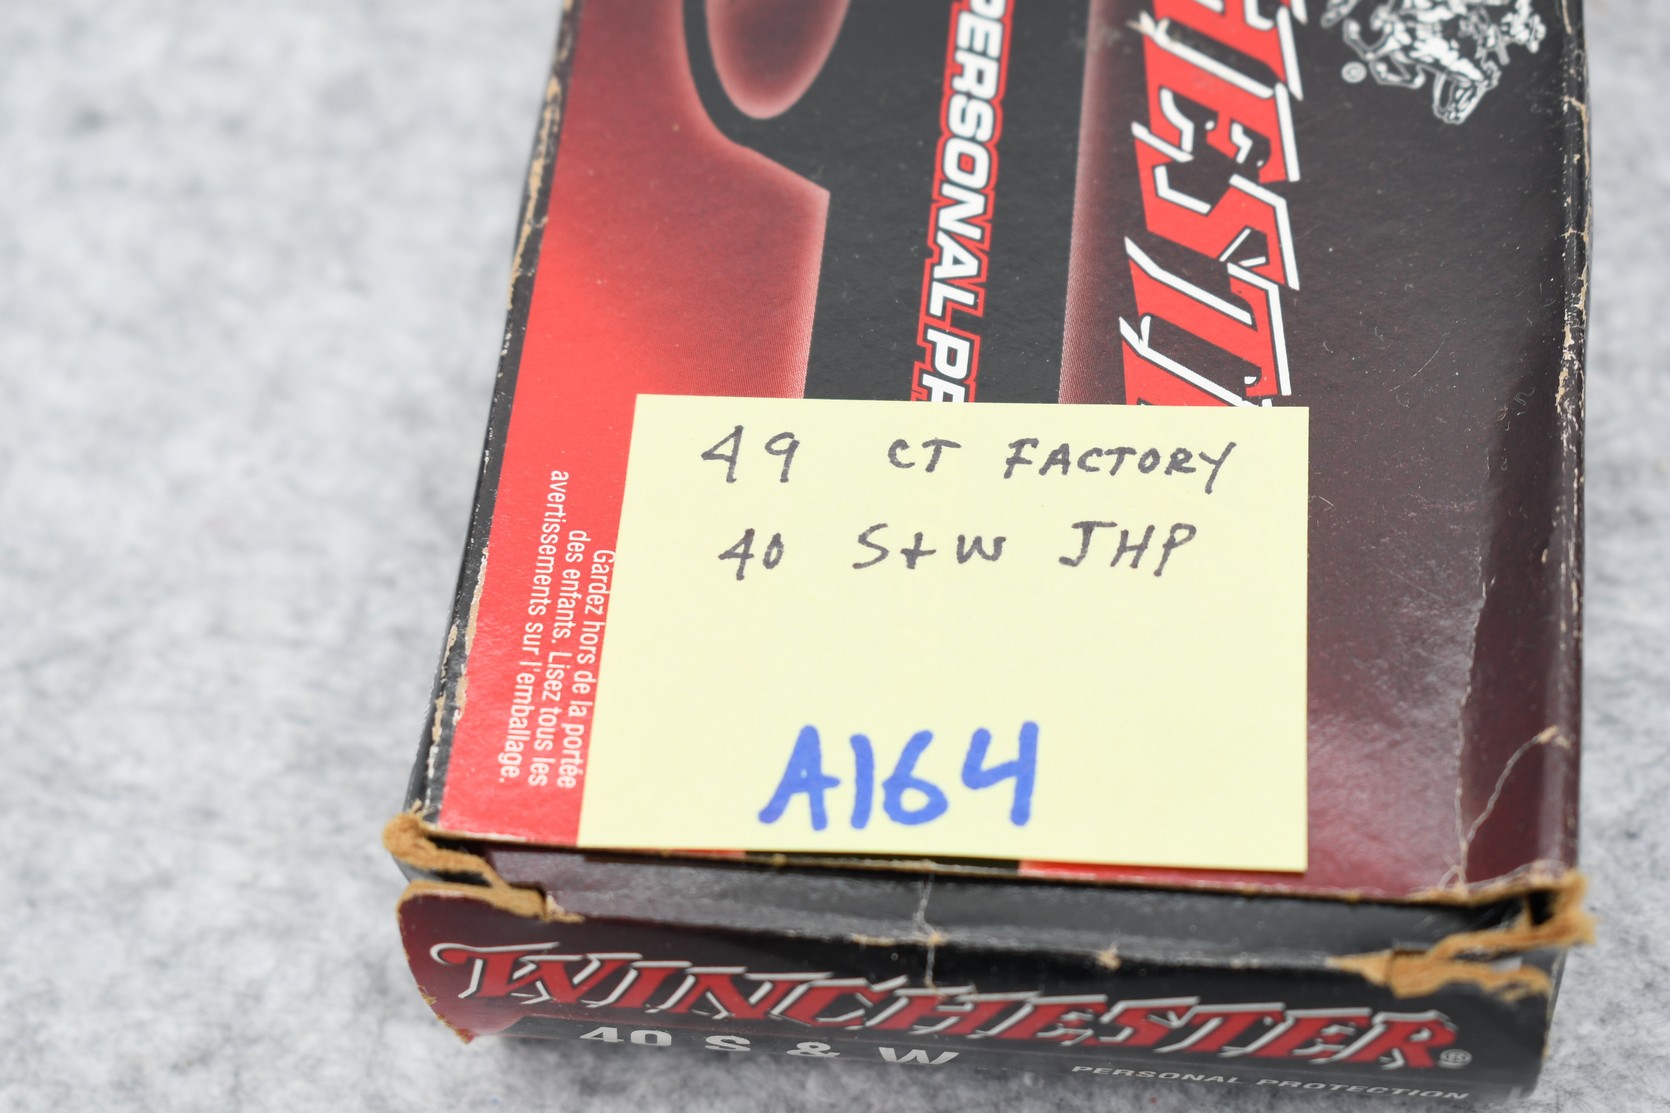 PERSONAL PR
HESTE
©
49 CT FACTORY
40 S+W JHP
A164
Gardez hors de la portée
des enfants. Lisez tous les
avertissements sur l'emballage.
WINCHESTER®
40 S & W
PERSONAL PROTECTION